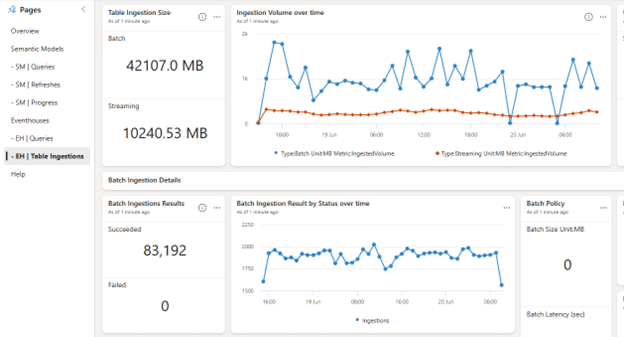 Pages
Overview
Semantic Models
- SM | Queries
- SM | Refreshes
- SM | Progress
Eventhouses
- EH | Queries
- EH | Table Ingestions
Help
Table Ingestion Size
As of 1 minute ago
Batch
42107.0 MB
Streaming
10240.53 MB
Ingestion Volume over time
As of 1 minute ago
2k
1k
0
16:00 19 Jun 06:00 12:00 18:00 20 Jun 06:00
Type:Batch Unit:MB Metric:IngestedVolume Type:Streaming Unit:MB Metric:IngestedVolume
Batch Ingestion Details
Batch Ingestions Results
As of 1 minute ago
Succeeded
83,192
Failed
0
Batch Ingestion Result by Status over time
As of 1 minute ago
2250
2000
1750
1500
16:00 19 Jun 08:00 16:00 20 Jun 08:00
Ingestions
Batch Policy
As of 1 minute ago
Batch Size Unit:MB
0
Batch Latency (sec)